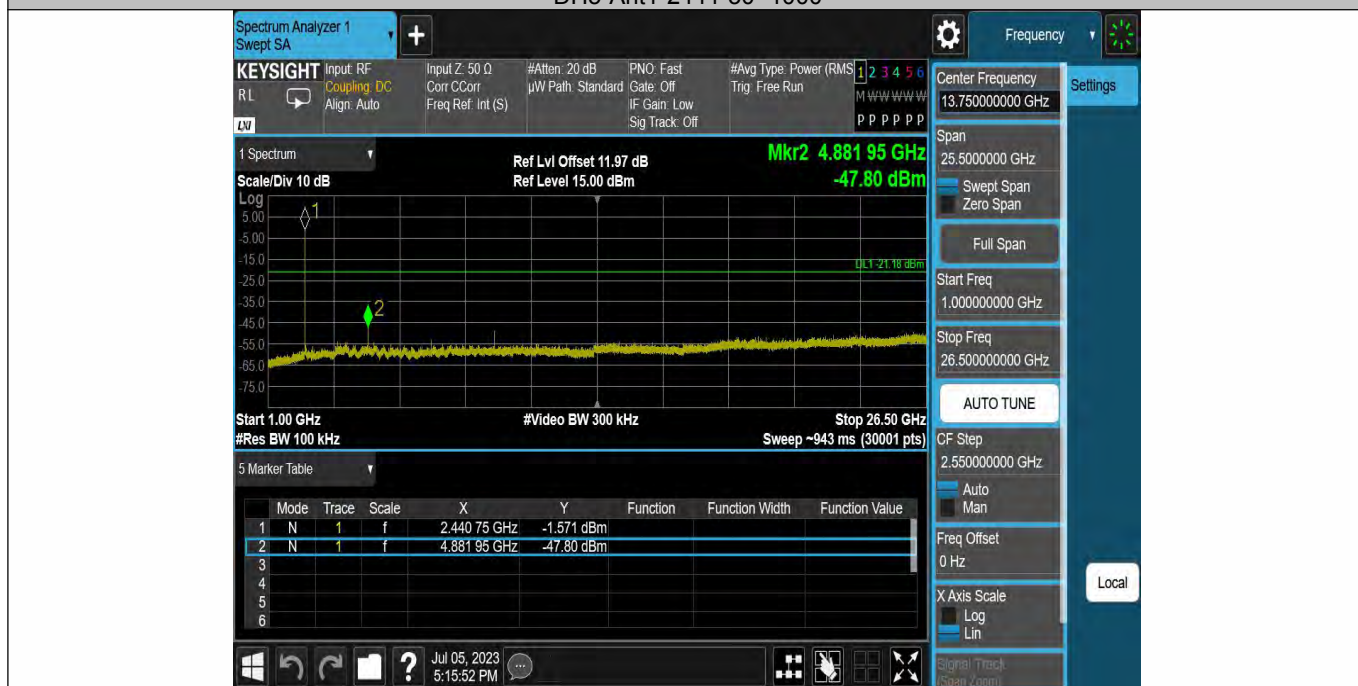 Spectrum Analyzer 1
Swept SA
+
Frequency
KEYSIGHT
RL
LXI
Input: RF
Coupling: DC
Align: Auto
Input Z: 50 Ω
Corr CCorr
Freq Ref: Int (S)
#Atten: 20 dB
µW Path: Standard
PNO: Fast
Gate: Off
IF Gain: Low
Sig Track: Off
#Avg Type: Power (RMS
Trig: Free Run
1 2 3 4 5 6
M W W W W W
P P P P P P
1 Spectrum
Scale/Div 10 dB
Ref Lvl Offset 11.97 dB
Ref Level 15.00 dBm
Mkr2 4.881 95 GHz
-47.80 dBm
Log
5.00
-5.00
-15.0
-25.0
-35.0
-45.0
-55.0
-65.0
-75.0
1
2
DL1 -21.18 dBm
Start 1.00 GHz
#Video BW 300 kHz
Stop 26.50 GHz
#Res BW 100 kHz
Sweep ~943 ms (30001 pts)
5 Marker Table
Mode Trace Scale X Y Function Function Width Function Value
1 N 1 f 2.440 75 GHz -1.571 dBm
2 N 1 f 4.881 95 GHz -47.80 dBm
3
4
5
6
?
Jul 05, 2023
5:15:52 PM
Center Frequency
13.750000000 GHz
Settings
Span
25.5000000 GHz
Swept Span
Zero Span
Full Span
Start Freq
1.000000000 GHz
Stop Freq
26.500000000 GHz
AUTO TUNE
CF Step
2.550000000 GHz
Auto
Man
Freq Offset
0 Hz
X Axis Scale
Log
Lin
Local
Signal Track
(Span Zoom)